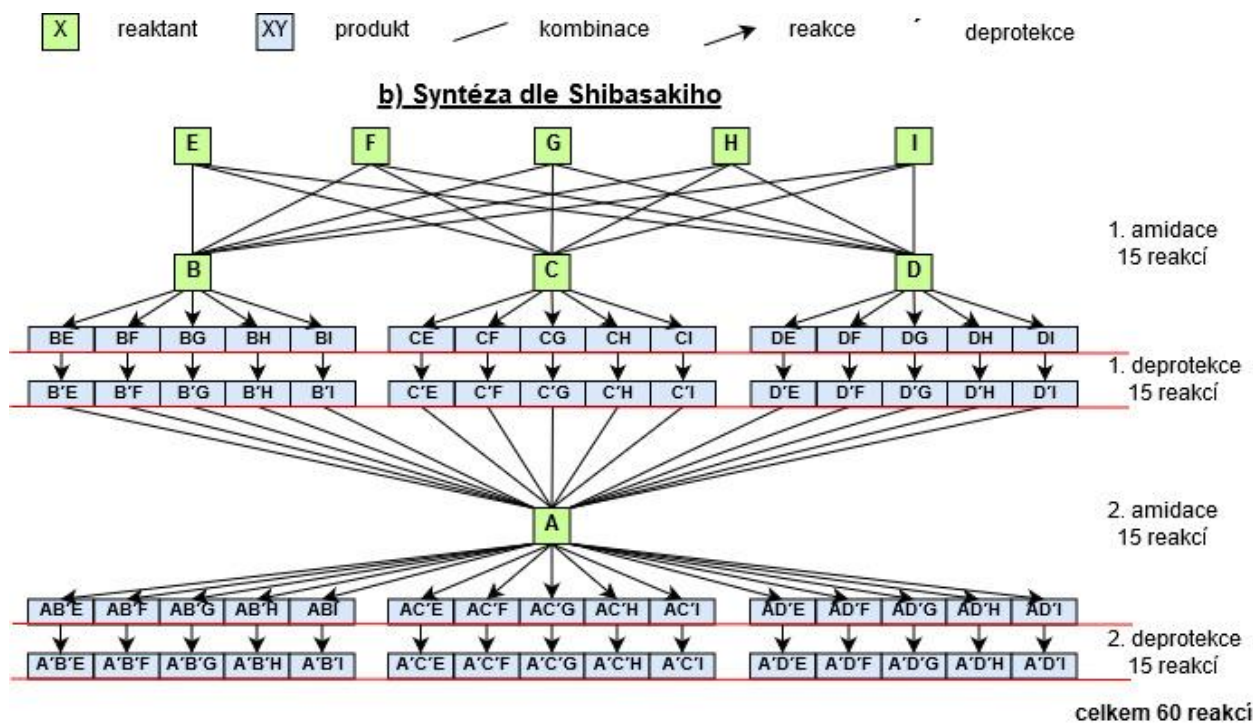 X reaktant XY produkt kombinace reakce ′ deprotekce
b) Syntéza dle Shibasakiho
E F G H I
1. amidace
15 reakcí
B C D
BE BF BG BH BI CE CF CG CH CI DE DF DG DH DI
1. deprotekce
15 reakcí
B′E B′F B′G B′H B′I C′E C′F C′G C′H C′I D′E D′F D′G D′H D′I
2. amidace
15 reakcí
A
AB′E AB′F AB′G AB′H ABI AC′E AC′F AC′G AC′H AC′I AD′E AD′F AD′G AD′H AD′I
2. deprotekce
15 reakcí
A′B′E A′B′F A′B′G A′B′H A′B′I A′C′E A′C′F A′C′G A′C′H A′C′I A′D′E A′D′F A′D′G A′D′H A′D′I
celkem 60 reakcí